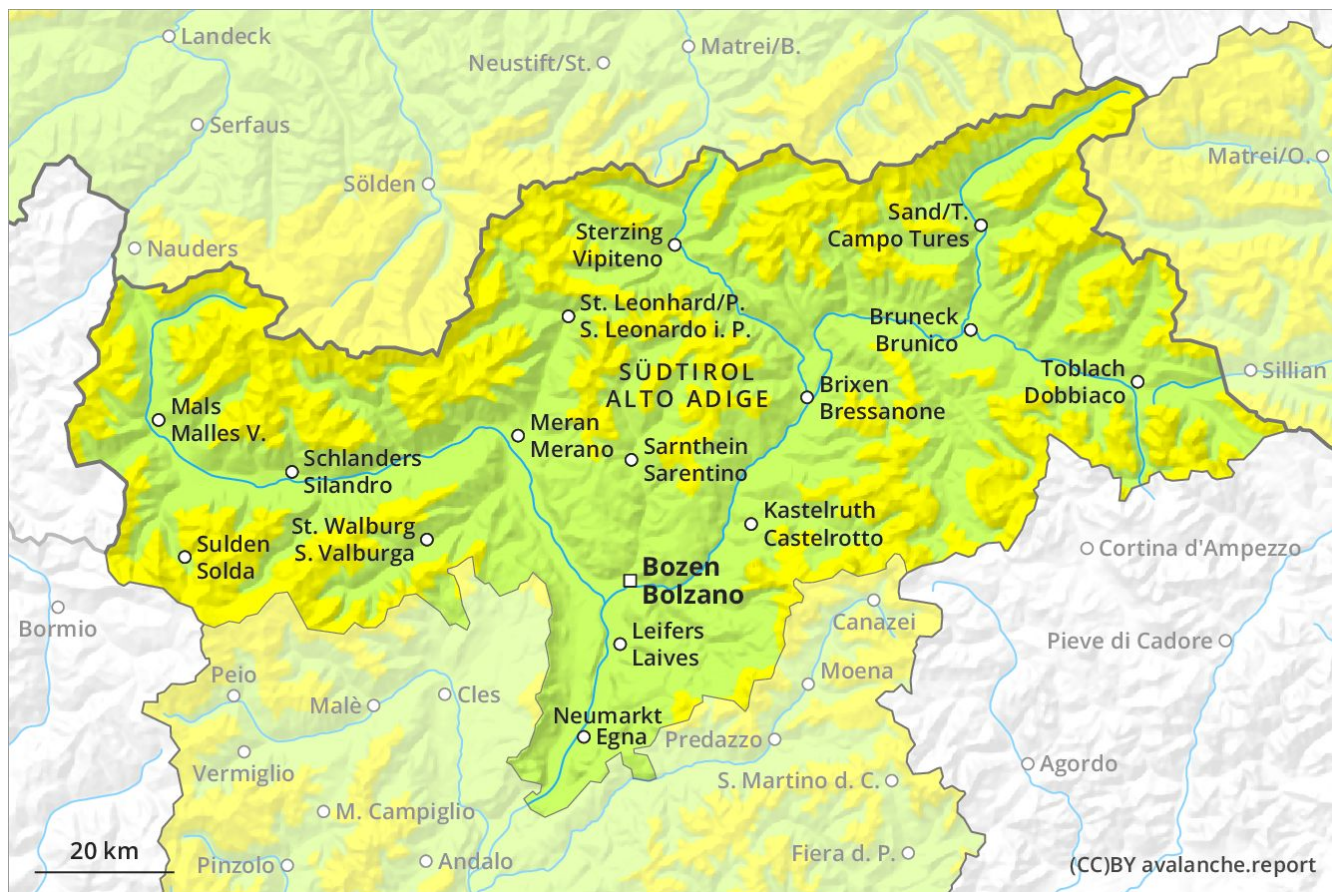 Landeck
Matrei/B.
Neustift/St.
Serfaus
Matrei/O.
Sölden
Sand/T.
Campo Tures
Sterzing
Vipiteno
Nauders
St. Leonhard/P.
S. Leonardo i. P.
Bruneck
Brunico
SÜDTIROL
ALTO ADIGE
Toblach
Dobbiaco
Sillian
Brixen
Bressanone
Mals
Malles V.
Meran
Merano
Sarnthein
Sarentino
Schlanders
Silandro
St. Walburg
S. Valburga
Kastelruth
Castelrotto
Sulden
Solda
Cortina d'Ampezzo
Bozen
Bolzano
Bormio
Canazei
Leifers
Laives
Pieve di Cadore
Peio
Moena
Malè
Cles
Neumarkt
Egna
Predazzo
Vermiglio
Agordo
S. Martino d. C.
M. Campiglio
20 km
Pinzolo
Andalo
Fiera d. P.
(CC)BY avalanche.report